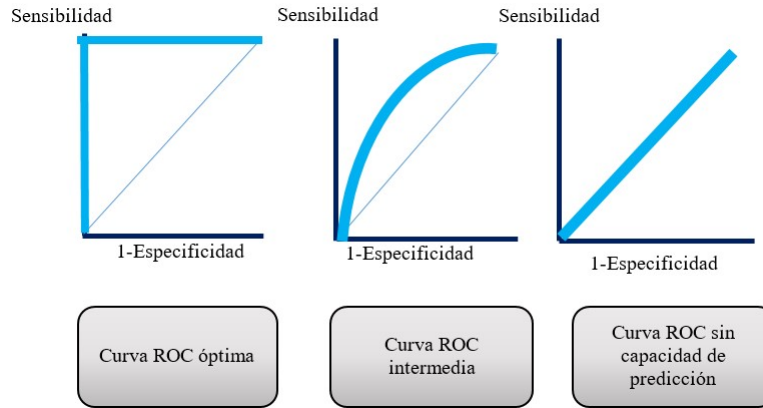 Sensibilidad
Sensibilidad
Sensibilidad
1-Especificidad
1-Especificidad
1-Especificidad
Curva ROC óptima
Curva ROC
intermedia
Curva ROC sin
capacidad de
predicción